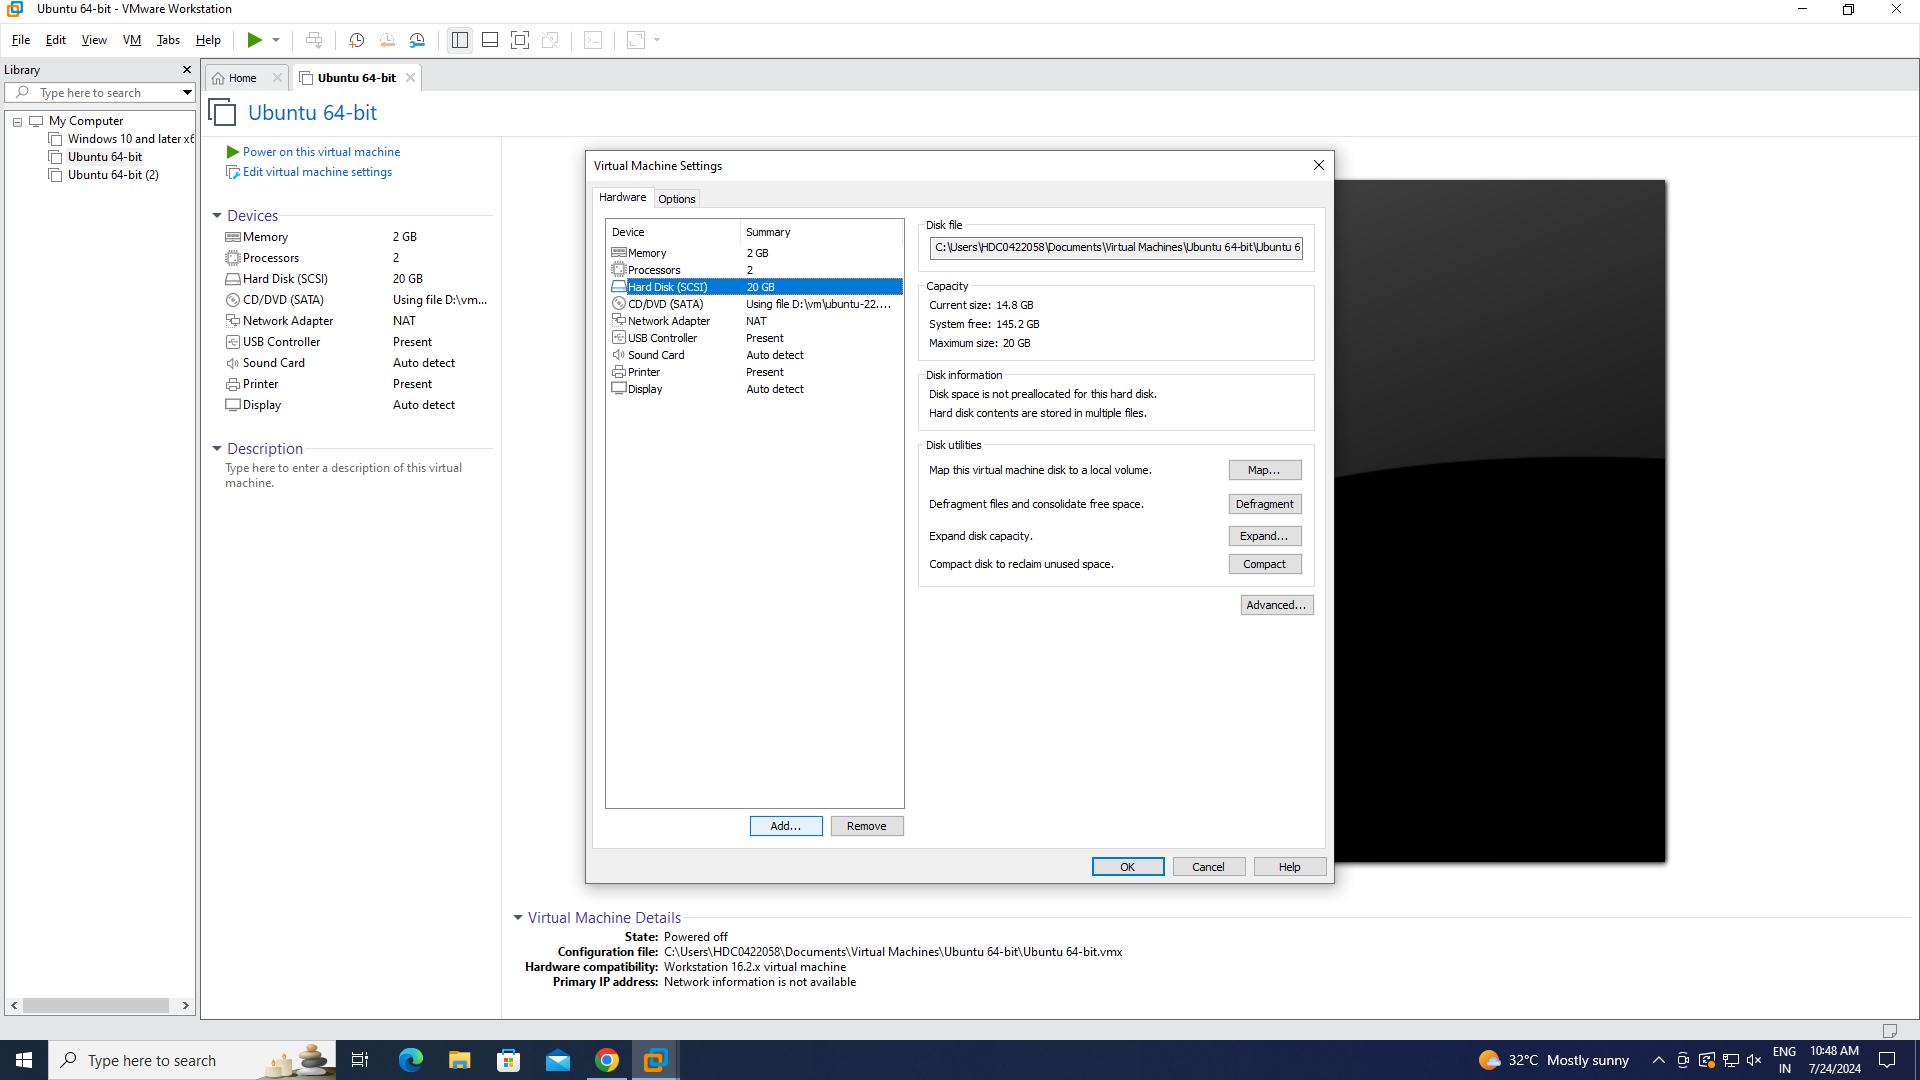 Ubuntu 64-bit - VMware Workstation
File Edit View VM Tabs Help
Library
Type here to search
My Computer
Windows 10 and later x6
Ubuntu 64-bit
Ubuntu 64-bit (2)
Home
Ubuntu 64-bit
Ubuntu 64-bit
Power on this virtual machine
Edit virtual machine settings
Devices
Memory 2 GB
Processors 2
Hard Disk (SCSI) 20 GB
CD/DVD (SATA) Using file D:\vm...
Network Adapter NAT
USB Controller Present
Sound Card Auto detect
Printer Present
Display Auto detect
Description
Type here to enter a description of this virtual
machine.
Virtual Machine Settings
Hardware Options
Device Summary
Memory 2 GB
Processors 2
Hard Disk (SCSI) 20 GB
CD/DVD (SATA) Using file D:\vm\ubuntu-22....
Network Adapter NAT
USB Controller Present
Sound Card Auto detect
Printer Present
Display Auto detect
Add... Remove
Disk file
C:\Users\HDC0422058\Documents\Virtual Machines\Ubuntu 64-bit\Ubuntu 6
Capacity
Current size: 14.8 GB
System free: 145.2 GB
Maximum size: 20 GB
Disk information
Disk space is not preallocated for this hard disk.
Hard disk contents are stored in multiple files.
Disk utilities
Map this virtual machine disk to a local volume. Map...
Defragment files and consolidate free space. Defragment
Expand disk capacity. Expand...
Compact disk to reclaim unused space. Compact
Advanced...
OK Cancel Help
Virtual Machine Details
State: Powered off
Configuration file: C:\Users\HDC0422058\Documents\Virtual Machines\Ubuntu 64-bit\Ubuntu 64-bit.vmx
Hardware compatibility: Workstation 16.2.x virtual machine
Primary IP address: Network information is not available
Type here to search
32°C Mostly sunny
ENG
IN
10:48 AM
7/24/2024